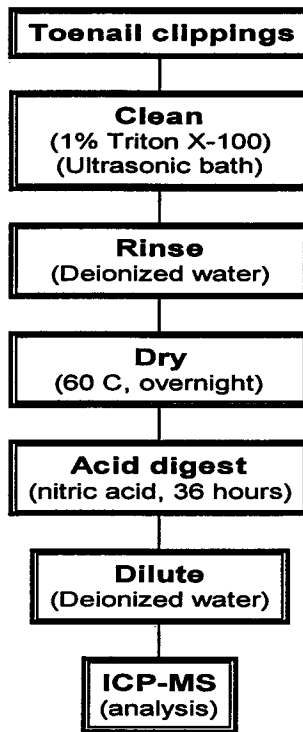 Toenail clippings
Clean
(1% Triton X-100)
(Ultrasonic bath)
Rinse
(Deionized water)
Dry
(60 C, overnight)
Acid digest
(nitric acid, 36 hours)
Dilute
(Deionized water)
ICP-MS
(analysis)